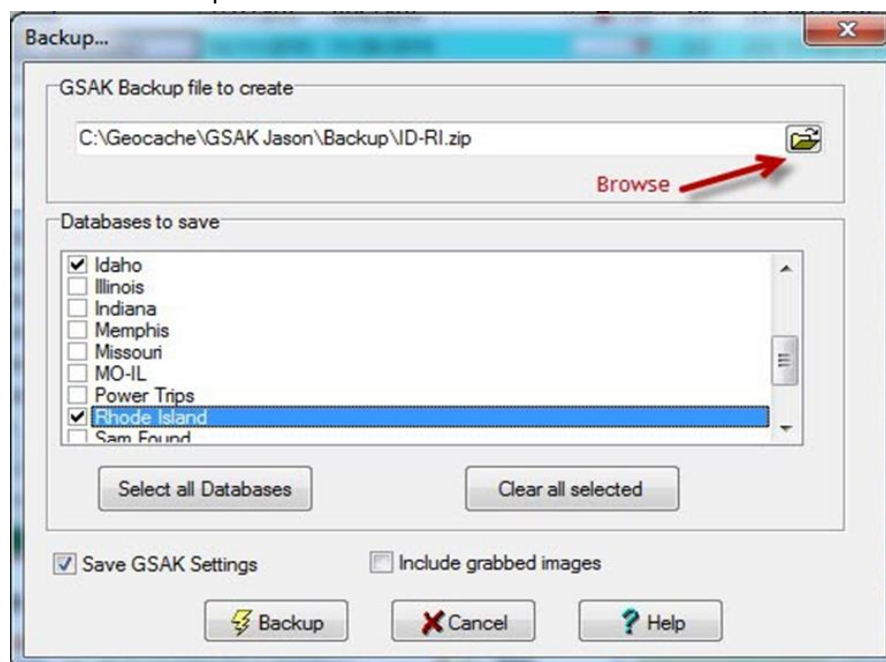 Backup...
GSAK Backup file to create
C:\Geocache\GSAK Jason\Backup\ID-RI.zip
Browse
Databases to save
Idaho
Illinois
Indiana
Memphis
Missouri
MO-IL
Power Trips
Rhode Island
Sam Found
Select all Databases Clear all selected
Save GSAK Settings Include grabbed images
Backup Cancel Help